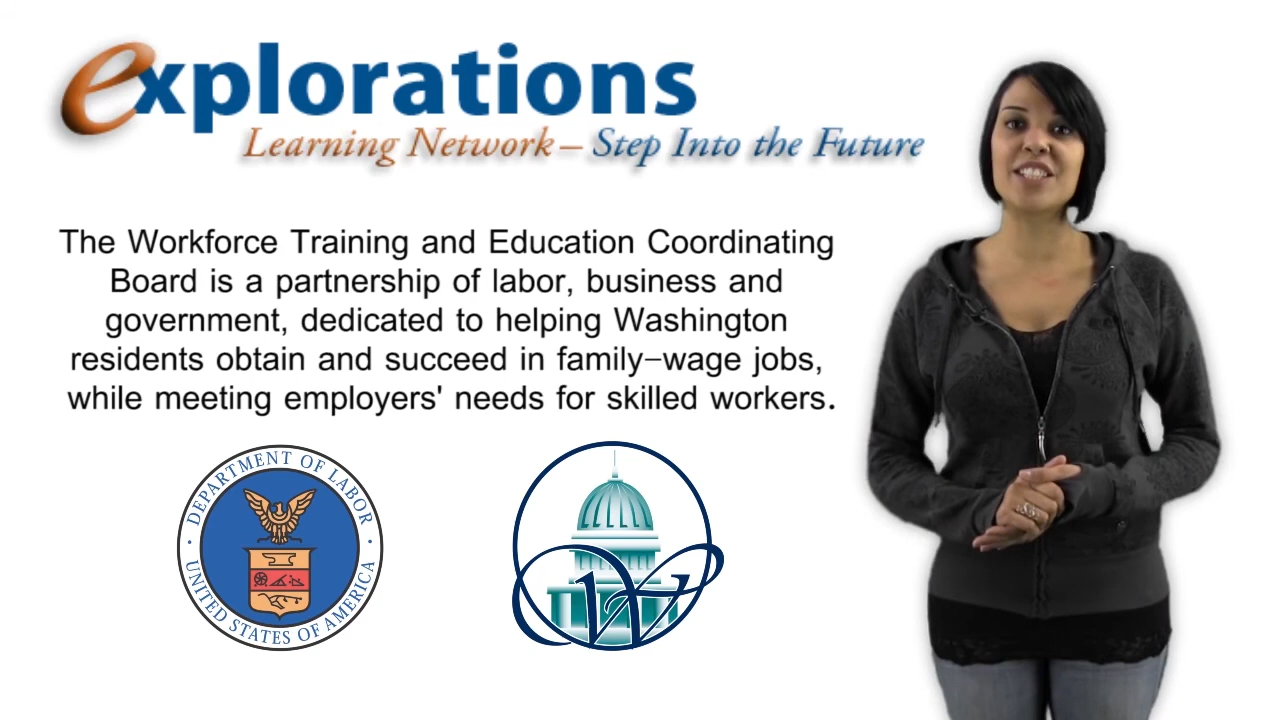 explorations
Learning Network – Step Into the Future
The Workforce Training and Education Coordinating
Board is a partnership of labor, business and
government, dedicated to helping Washington
residents obtain and succeed in family-wage jobs,
while meeting employers' needs for skilled workers.
DEPARTMENT OF LABOR
UNITED STATES OF AMERICA
W